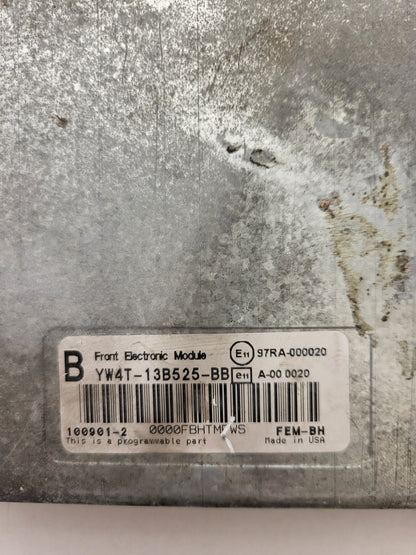 B Front Electronic Module E11 97RA-000020
YW4T-13B525-BB e11 A-00 0020
100901-2 FEM-BH
This is a programmable part Made in USA